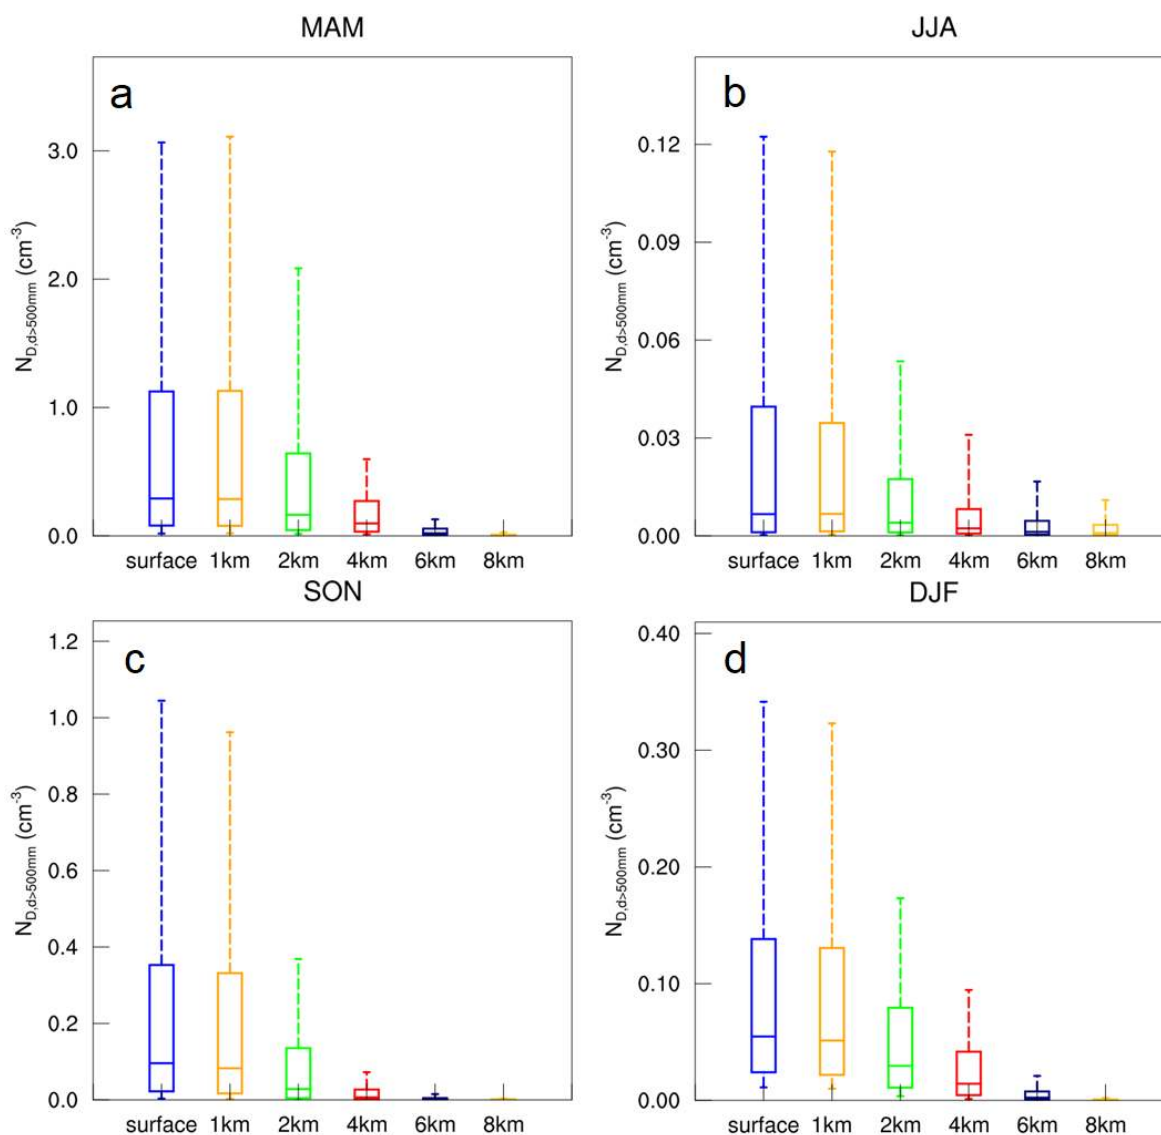 MAM
a
3.0
2.0
1.0
0.0
N_D,d>500mm (cm^-3)
surface 1km 2km 4km 6km 8km
JJA
b
0.12
0.09
0.06
0.03
0.00
N_D,d>500mm (cm^-3)
surface 1km 2km 4km 6km 8km
SON
c
1.2
1.0
0.8
0.6
0.4
0.2
0.0
N_D,d>500mm (cm^-3)
surface 1km 2km 4km 6km 8km
DJF
d
0.40
0.30
0.20
0.10
0.00
N_D,d>500mm (cm^-3)
surface 1km 2km 4km 6km 8km